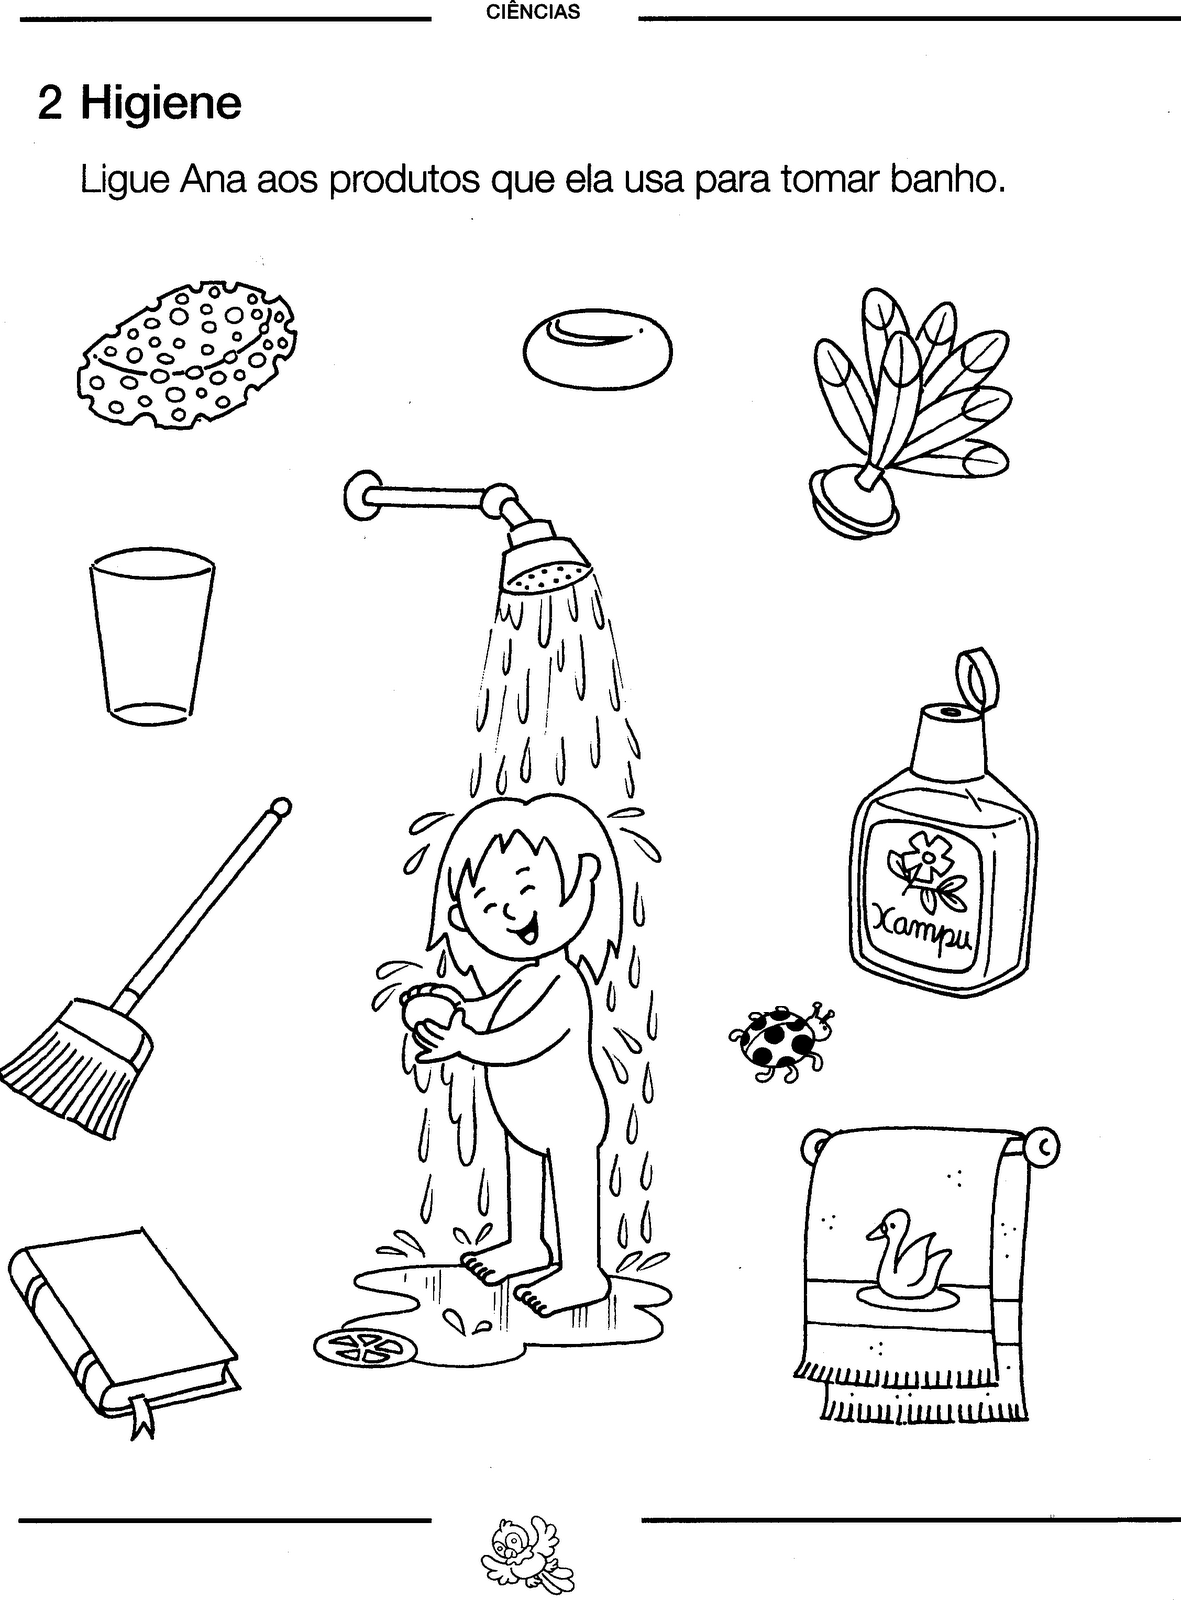 CIÊNCIAS
2 Higiene
Ligue Ana aos produtos que ela usa para tomar banho.
Xampu